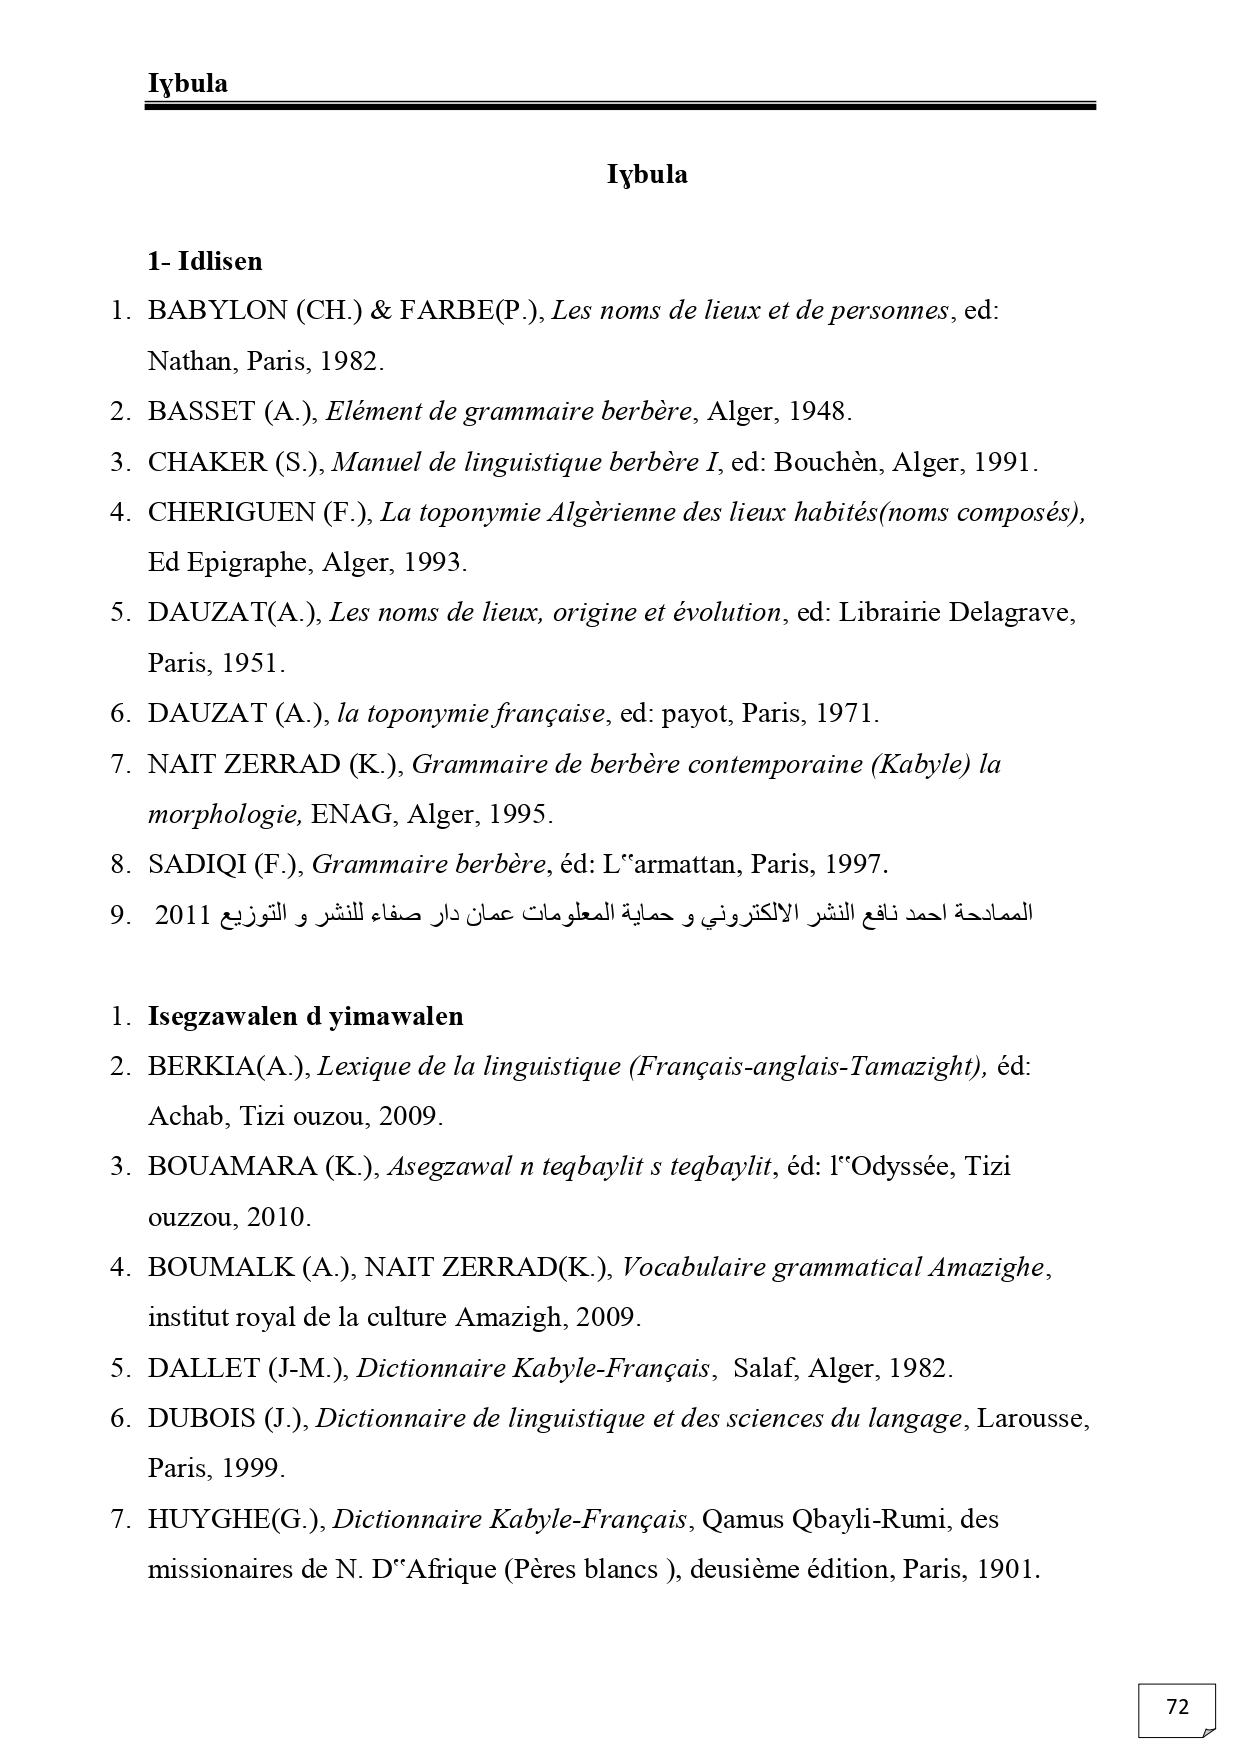 Iɣbula
Iɣbula
1- Idlisen
1. BABYLON (CH.) & FARBE(P.), Les noms de lieux et de personnes, ed:
Nathan, Paris, 1982.
2. BASSET (A.), Elément de grammaire berbère, Alger, 1948.
3. CHAKER (S.), Manuel de linguistique berbère I, ed: Bouchèn, Alger, 1991.
4. CHERIGUEN (F.), La toponymie Algèrienne des lieux habités(noms composés),
Ed Epigraphe, Alger, 1993.
5. DAUZAT(A.), Les noms de lieux, origine et évolution, ed: Librairie Delagrave,
Paris, 1951.
6. DAUZAT (A.), la toponymie française, ed: payot, Paris, 1971.
7. NAIT ZERRAD (K.), Grammaire de berbère contemporaine (Kabyle) la
morphologie, ENAG, Alger, 1995.
8. SADIQI (F.), Grammaire berbère, éd: L‟armattan, Paris, 1997.
9. الممادحة احمد نافع النشر الالكتروني و حماية المعلومات عمان دار صفاء للنشر و التوزيع 2011
1. Isegzawalen d yimawalen
2. BERKIA(A.), Lexique de la linguistique (Français-anglais-Tamazight), éd:
Achab, Tizi ouzou, 2009.
3. BOUAMARA (K.), Asegzawal n teqbaylit s teqbaylit, éd: l‟Odyssée, Tizi
ouzzou, 2010.
4. BOUMALK (A.), NAIT ZERRAD(K.), Vocabulaire grammatical Amazighe,
institut royal de la culture Amazigh, 2009.
5. DALLET (J-M.), Dictionnaire Kabyle-Français, Salaf, Alger, 1982.
6. DUBOIS (J.), Dictionnaire de linguistique et des sciences du langage, Larousse,
Paris, 1999.
7. HUYGHE(G.), Dictionnaire Kabyle-Français, Qamus Qbayli-Rumi, des
missionaires de N. D‟Afrique (Pères blancs ), deusième édition, Paris, 1901.
72